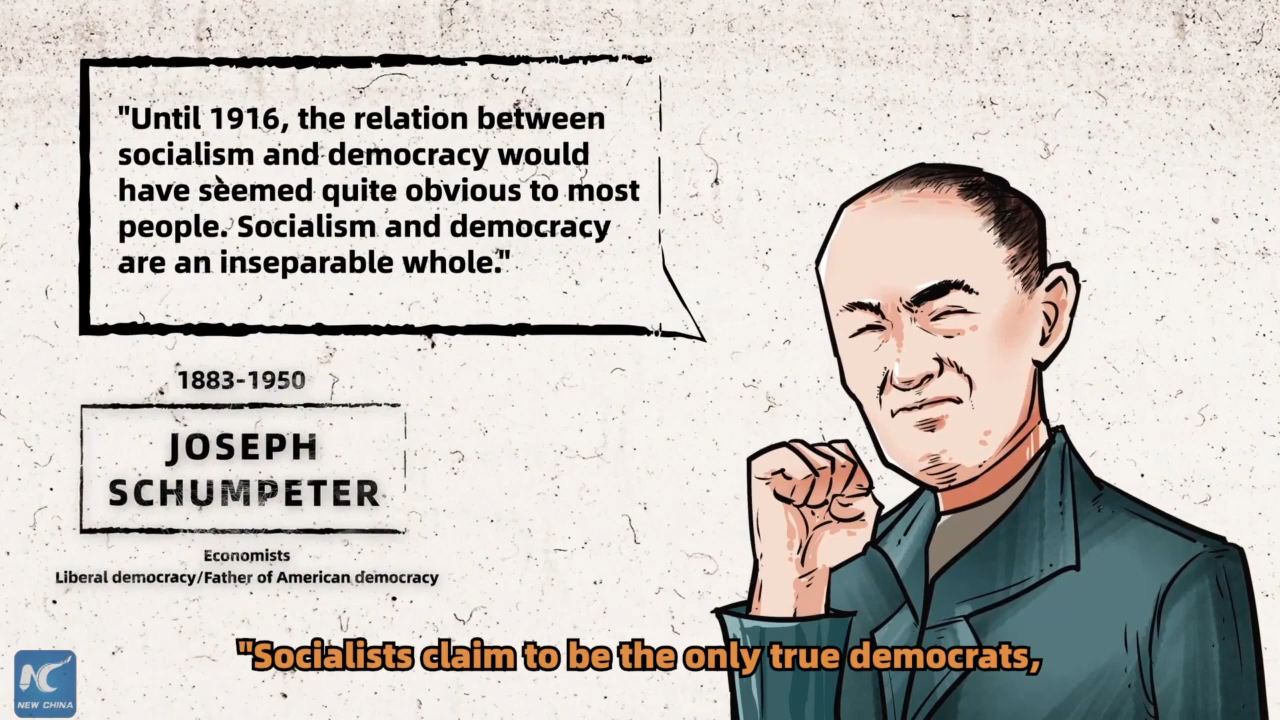 "Until 1916, the relation between
socialism and democracy would
have seemed quite obvious to most
people. Socialism and democracy
are an inseparable whole."
1883-1950
JOSEPH
SCHUMPETER
Economists
Liberal democracy/Father of American democracy
"Socialists claim to be the only true democrats,
NC
NEW CHINA